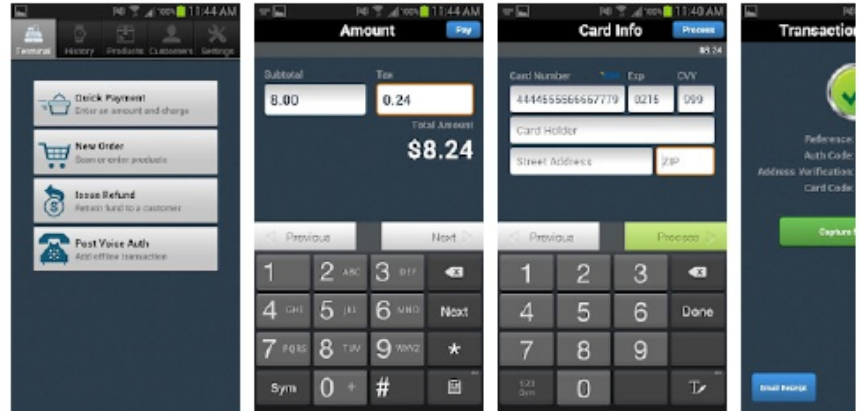 11:44 AM
Terminal History Products Customers Settings
Quick Payment
Enter an amount and charge
New Order
Scan or enter products
Issue Refund
Return fund to a customer
Post Voice Auth
Add offline transaction
11:44 AM
Amount Pay
Subtotal Tax
8.00 0.24
Total Amount
$8.24
Previous Next
1 2 ABC 3 DEF
4 GHI 5 JKL 6 MNO Next
7 PQRS 8 TUV 9 WXYZ *
Sym 0 + #
11:40 AM
Card Info Process
$8.24
Card Number Exp CVV
0215 999
Card Holder
Street Address ZIP
Previous Process
1 2 3
4 5 6 Done
7 8 9
123 Sym 0 T
Transaction
Reference:
Auth Code:
Address Verification:
Card Code:
Capture
Email Receipt